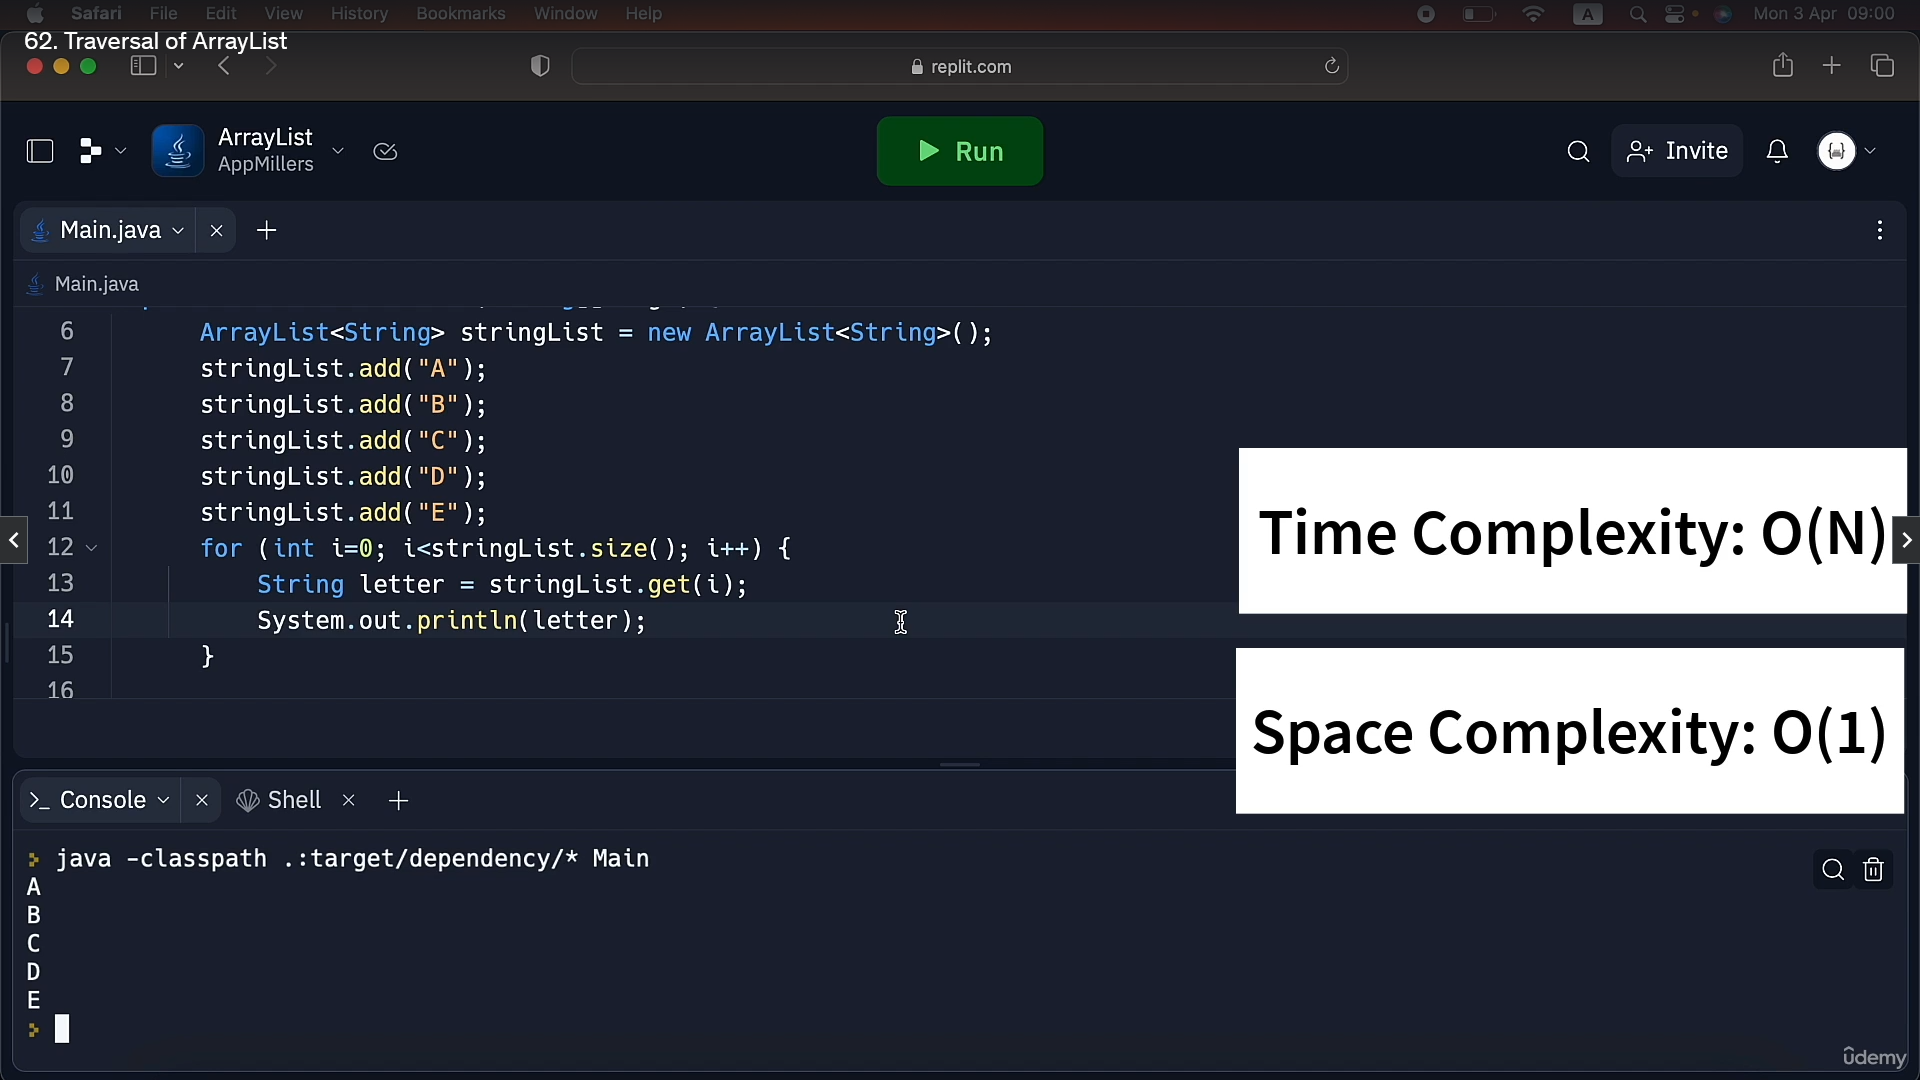 Safari File Edit View History Bookmarks Window Help A Mon 3 Apr 09:00
62. Traversal of ArrayList
replit.com
ArrayList
AppMillers
Run
Invite
Main.java
Main.java
6 ArrayList<String> stringList = new ArrayList<String>();
7 stringList.add("A");
8 stringList.add("B");
9 stringList.add("C");
10 stringList.add("D");
11 stringList.add("E");
12 for (int i=0; i<stringList.size(); i++) {
13 String letter = stringList.get(i);
14 System.out.println(letter);
15 }
16
Time Complexity: O(N)
Space Complexity: O(1)
>_ Console Shell
java -classpath .:target/dependency/* Main
A
B
C
D
E
udemy